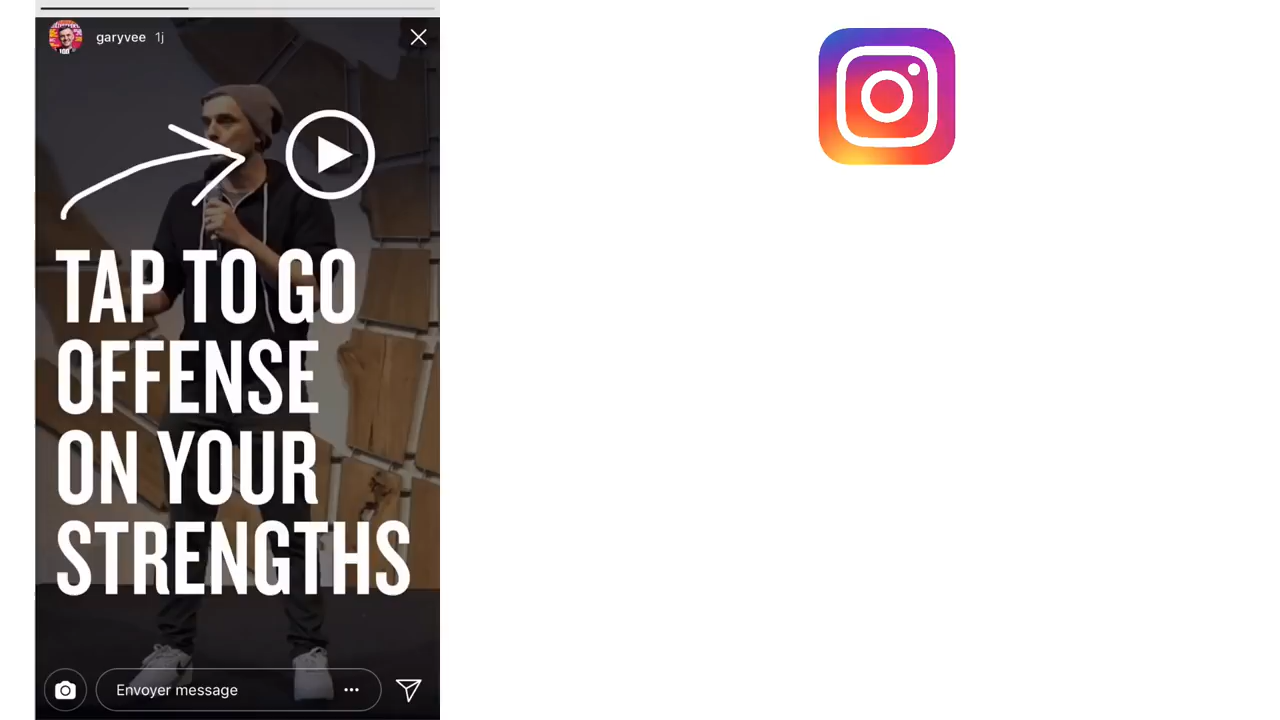 garyvee 1j
TAP TO GO
OFFENSE
ON YOUR
STRENGTHS
Envoyer message